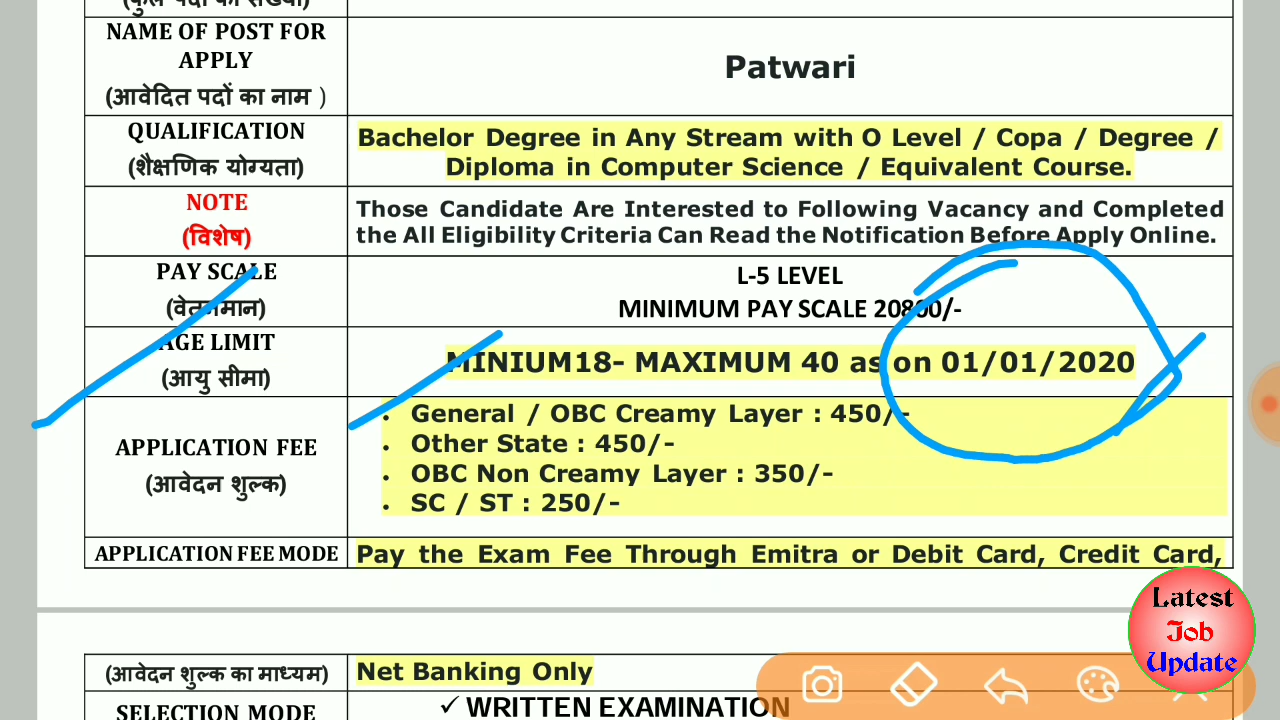 NAME OF POST FOR
APPLY
(आवेदित पदों का नाम )
Patwari
QUALIFICATION
(शैक्षणिक योग्यता)
Bachelor Degree in Any Stream with O Level / Copa / Degree /
Diploma in Computer Science / Equivalent Course.
NOTE
(विशेष)
Those Candidate Are Interested to Following Vacancy and Completed
the All Eligibility Criteria Can Read the Notification Before Apply Online.
PAY SCALE
(वेतनमान)
L-5 LEVEL
MINIMUM PAY SCALE 20800/-
AGE LIMIT
(आयु सीमा)
MINIUM18- MAXIMUM 40 as on 01/01/2020
APPLICATION FEE
(आवेदन शुल्क)
• General / OBC Creamy Layer : 450/-
• Other State : 450/-
• OBC Non Creamy Layer : 350/-
• SC / ST : 250/-
APPLICATION FEE MODE
Pay the Exam Fee Through Emitra or Debit Card, Credit Card,
(आवेदन शुल्क का माध्यम)
Net Banking Only
SELECTION MODE
✓ WRITTEN EXAMINATION
Latest
Job
Update